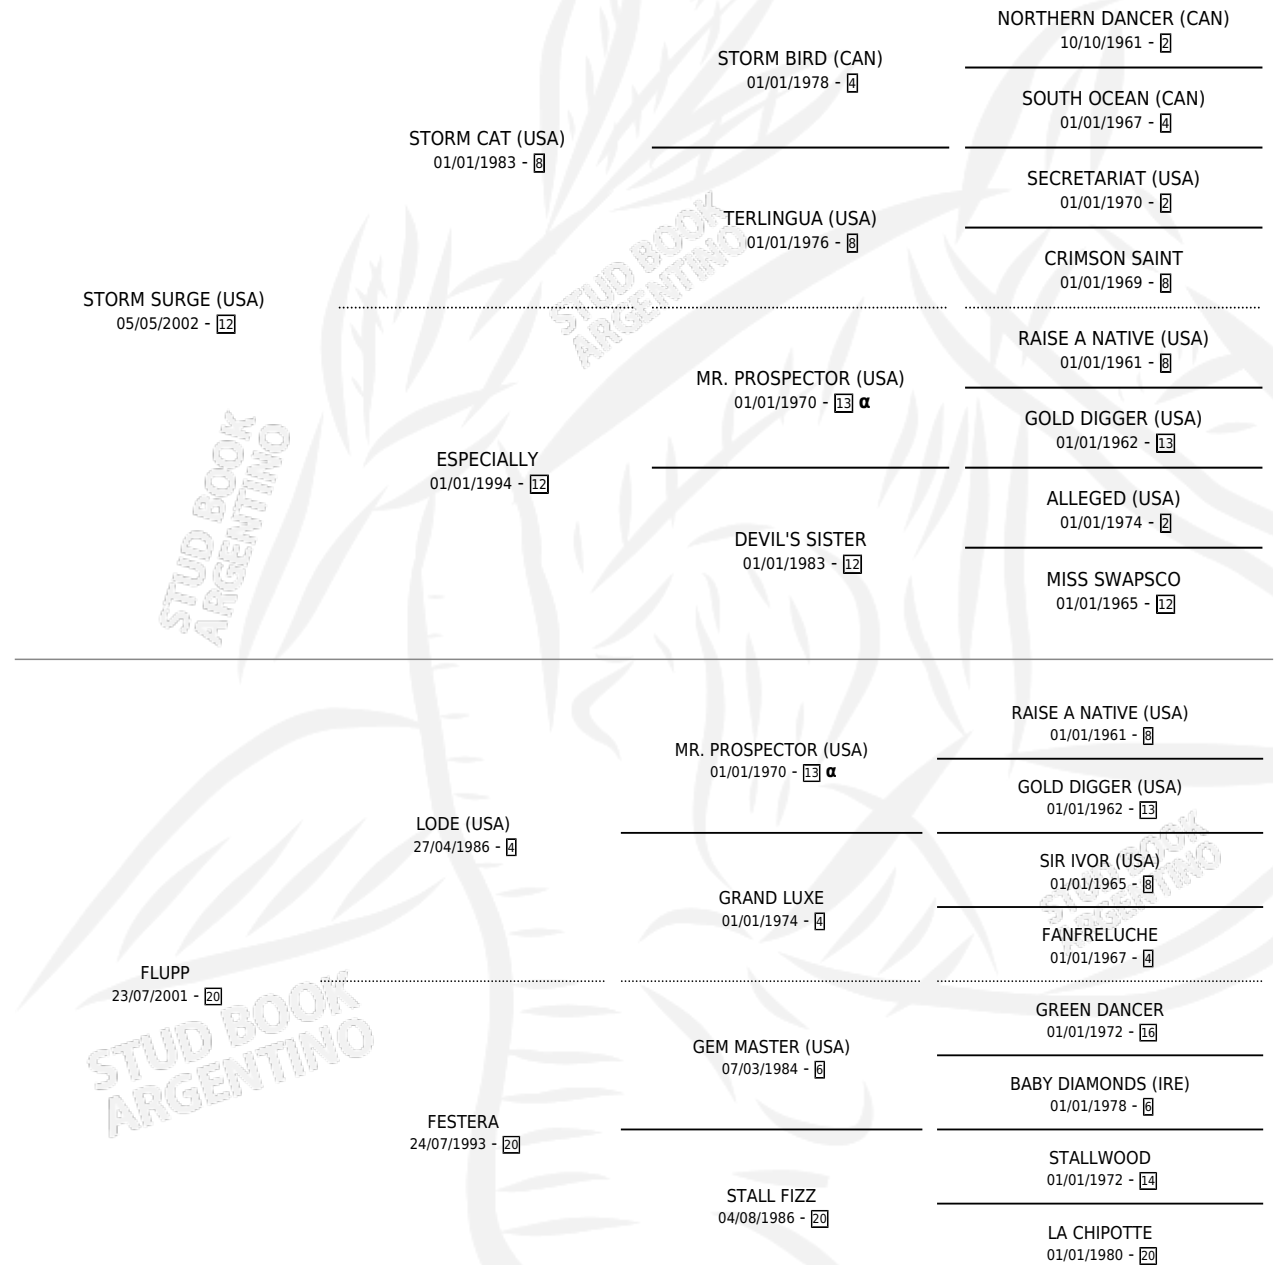 NORTHERN DANCER (CAN)
10/10/1961 - 2
STORM BIRD (CAN)
01/01/1978 - 4
SOUTH OCEAN (CAN)
01/01/1967 - 4
STORM CAT (USA)
01/01/1983 - 8
SECRETARIAT (USA)
01/01/1970 - 2
TERLINGUA (USA)
01/01/1976 - 8
CRIMSON SAINT
01/01/1969 - 8
STORM SURGE (USA)
05/05/2002 - 12
RAISE A NATIVE (USA)
01/01/1961 - 8
MR. PROSPECTOR (USA)
01/01/1970 - 13 α
GOLD DIGGER (USA)
01/01/1962 - 13
ESPECIALLY
01/01/1994 - 12
ALLEGED (USA)
01/01/1974 - 2
DEVIL'S SISTER
01/01/1983 - 12
MISS SWAPSCO
01/01/1965 - 12
RAISE A NATIVE (USA)
01/01/1961 - 8
MR. PROSPECTOR (USA)
01/01/1970 - 13 α
GOLD DIGGER (USA)
01/01/1962 - 13
LODE (USA)
27/04/1986 - 4
SIR IVOR (USA)
01/01/1965 - 8
GRAND LUXE
01/01/1974 - 4
FANFRELUCHE
01/01/1967 - 4
FLUPP
23/07/2001 - 20
GREEN DANCER
01/01/1972 - 16
GEM MASTER (USA)
07/03/1984 - 6
BABY DIAMONDS (IRE)
01/01/1978 - 6
FESTERA
24/07/1993 - 20
STALLWOOD
01/01/1972 - 14
STALL FIZZ
04/08/1986 - 20
LA CHIPOTTE
01/01/1980 - 20
STUD BOOK
ARGENTINO
STUD BOOK
ARGENTINO
STUD BOOK
ARGENTINO
STUD BOOK
ARGENTINO